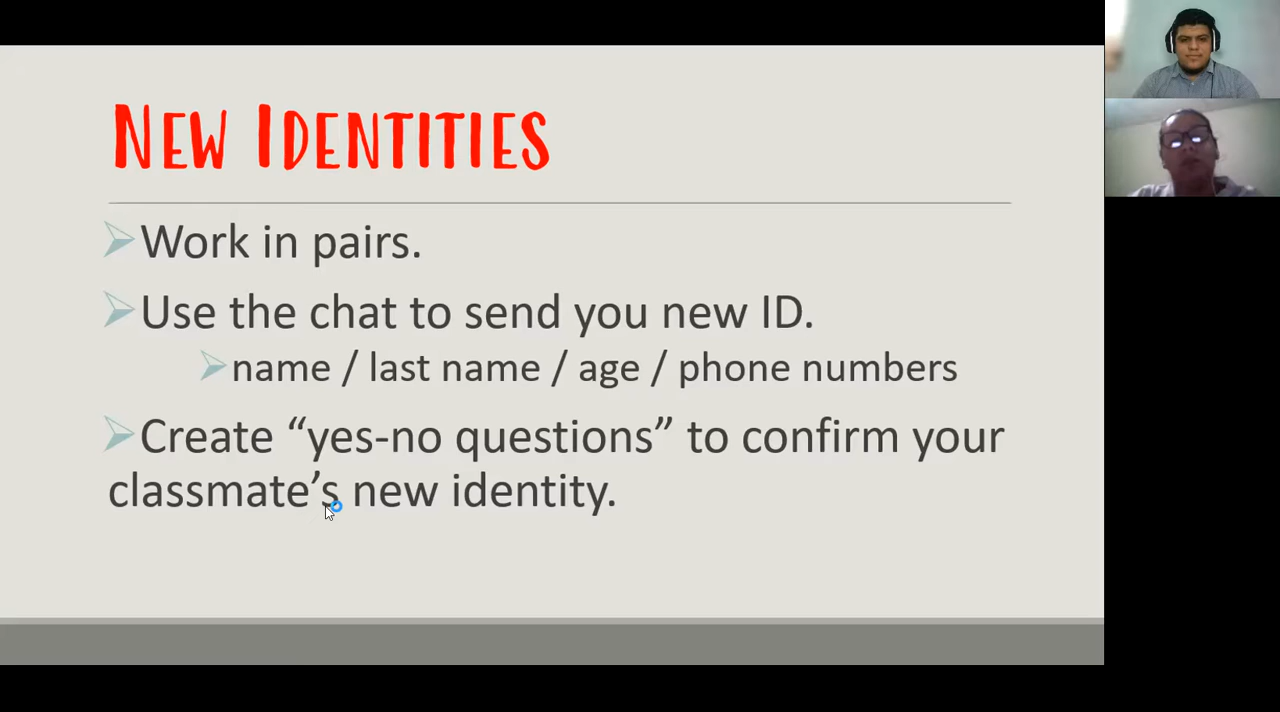 New Identities
Work in pairs.
Use the chat to send you new ID.
name / last name / age / phone numbers
Create “yes-no questions” to confirm your
classmate’s new identity.